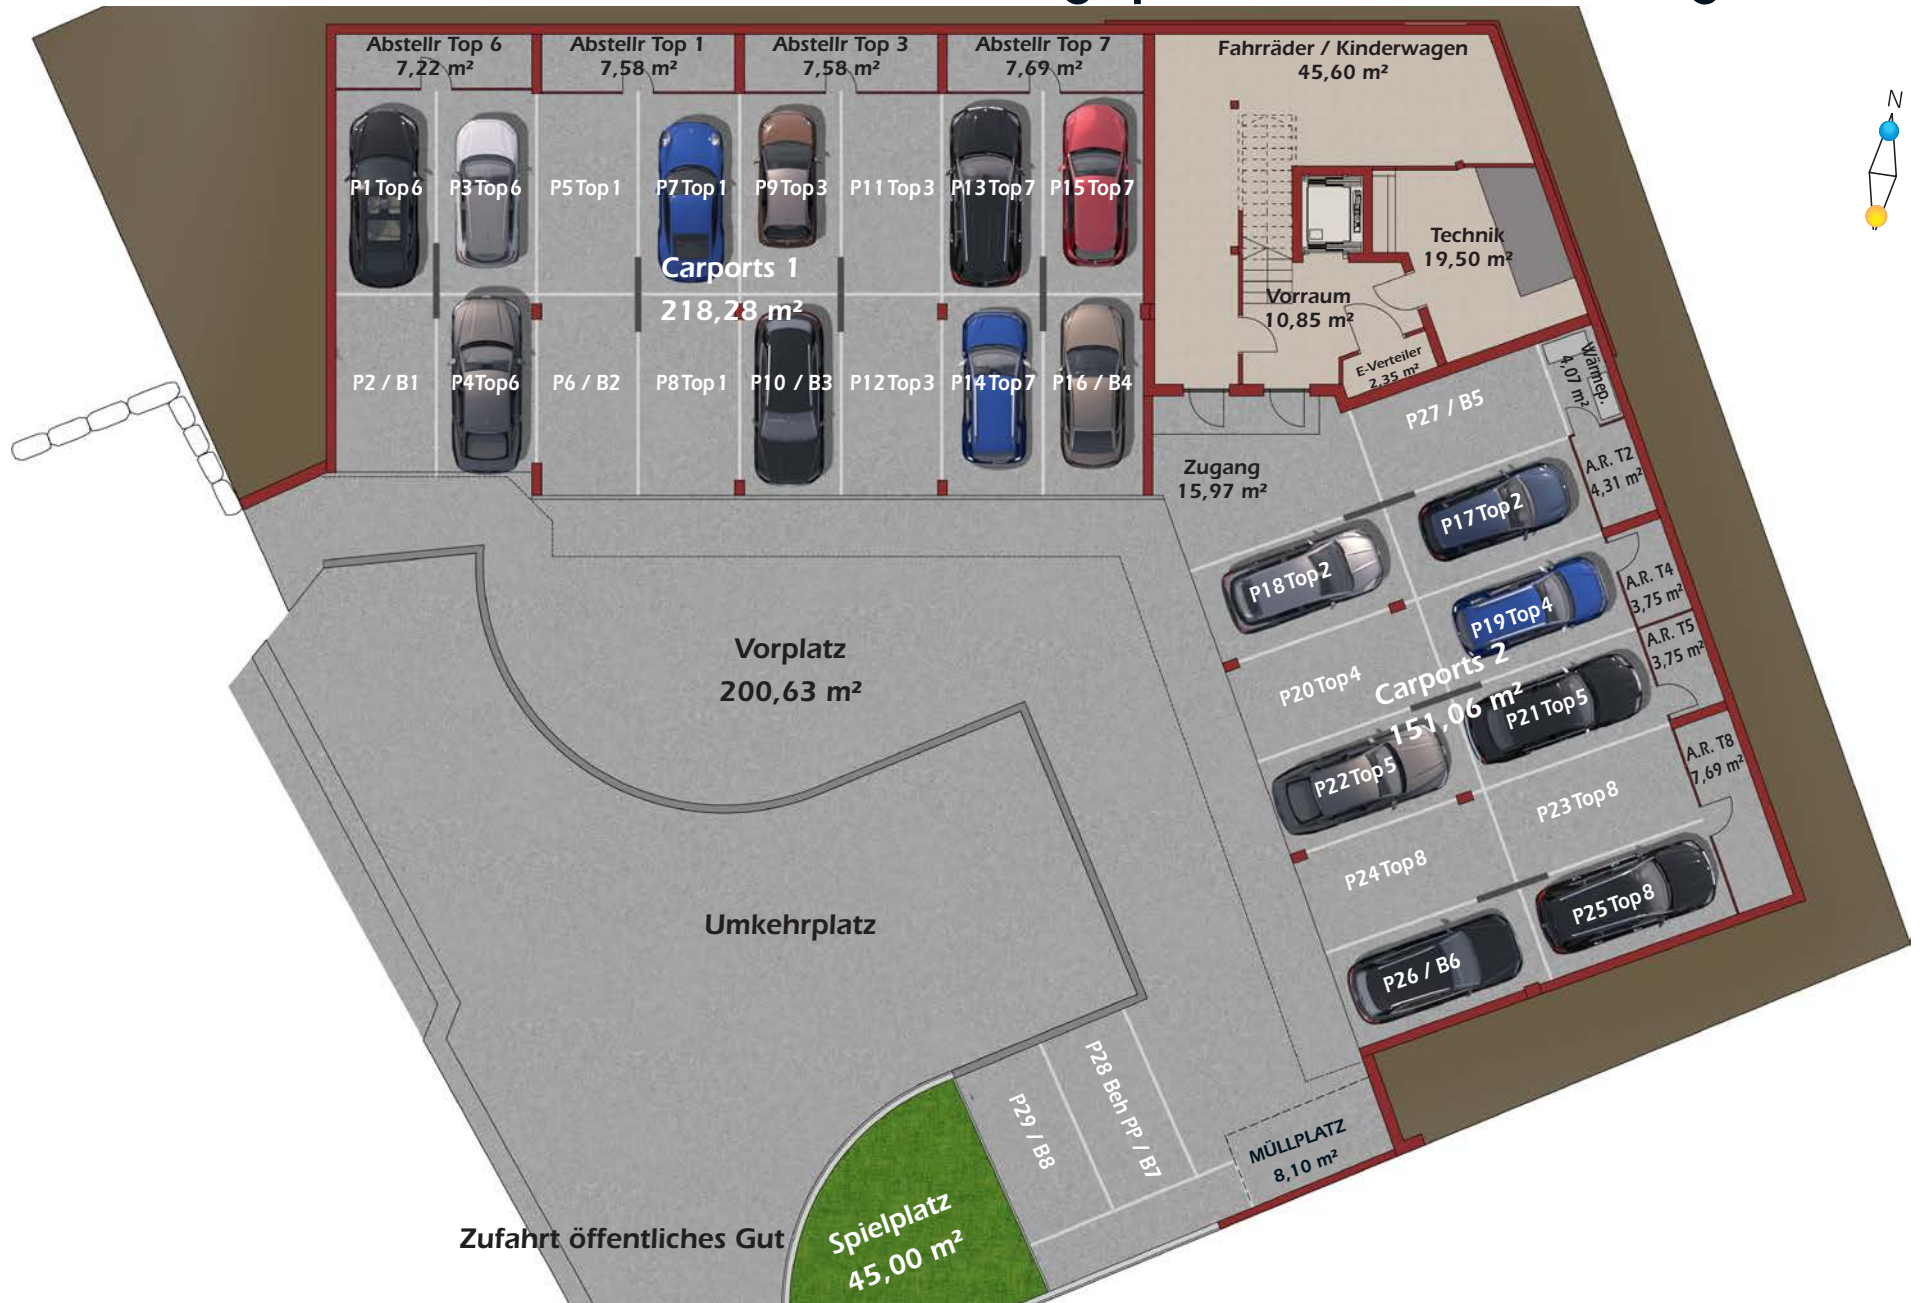 Abstellr Top 6
7,22 m²
Abstellr Top 1
7,58 m²
Abstellr Top 3
7,58 m²
Abstellr Top 7
7,69 m²
Fahrräder / Kinderwagen
45,60 m²
N
P1 Top 6
P3 Top 6
P5 Top 1
P7 Top 1
P9 Top 3
P11 Top 3
P13 Top 7
P15 Top 7
Carports 1
218,28 m²
Technik
19,50 m²
Vorraum
10,85 m²
E-Verteiler
2,35 m²
Wärmep.
4,07 m²
P2 / B1
P4 Top 6
P6 / B2
P8 Top 1
P10 / B3
P12 Top 3
P14 Top 7
P16 / B4
P27 / B5
Zugang
15,97 m²
A.R. T2
4,31 m²
P17 Top 2
P18 Top 2
A.R. T4
3,75 m²
P19 Top 4
A.R. T5
3,75 m²
P20 Top 4
Carports 2
151,06 m²
P21 Top 5
P22 Top 5
A.R. T8
7,69 m²
P23 Top 8
P24 Top 8
P25 Top 8
P26 / B6
Vorplatz
200,63 m²
Umkehrplatz
P28 Beh PP / B7
P29 / B8
MÜLLPLATZ
8,10 m²
Spielplatz
45,00 m²
Zufahrt öffentliches Gut